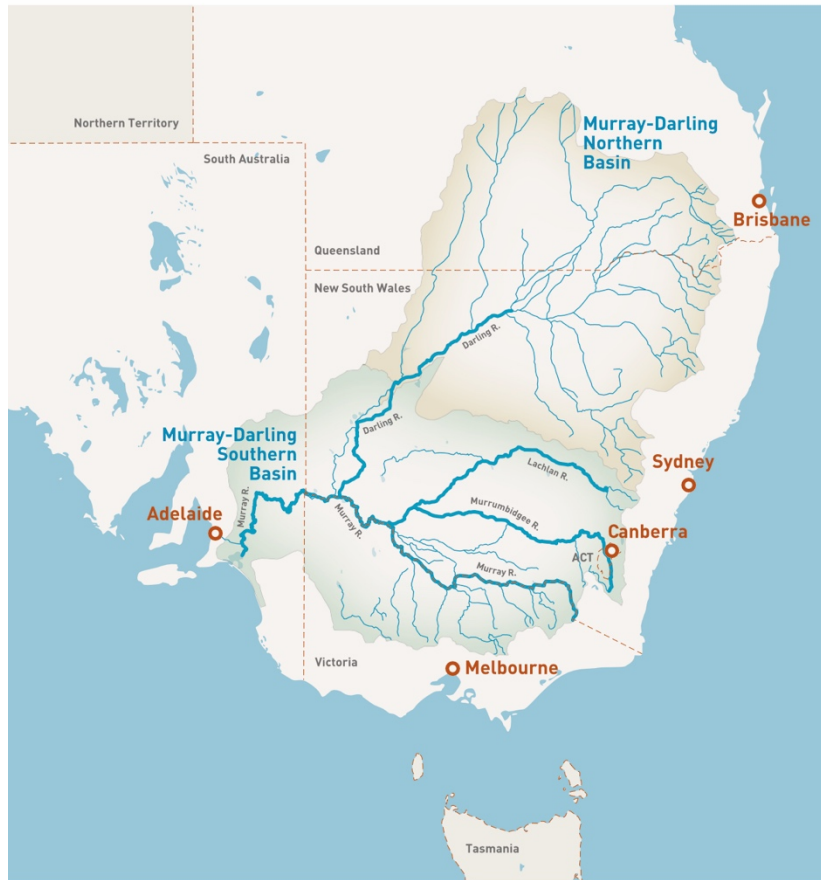 Northern Territory
South Australia
Murray-Darling
Northern
Basin
Brisbane
Queensland
New South Wales
Darling R.
Darling R.
Murray-Darling
Southern
Basin
Lachlan R.
Sydney
Murray R.
Adelaide
Murray R.
Murrumbidgee R.
Canberra
ACT
Murray R.
Victoria
Melbourne
Tasmania